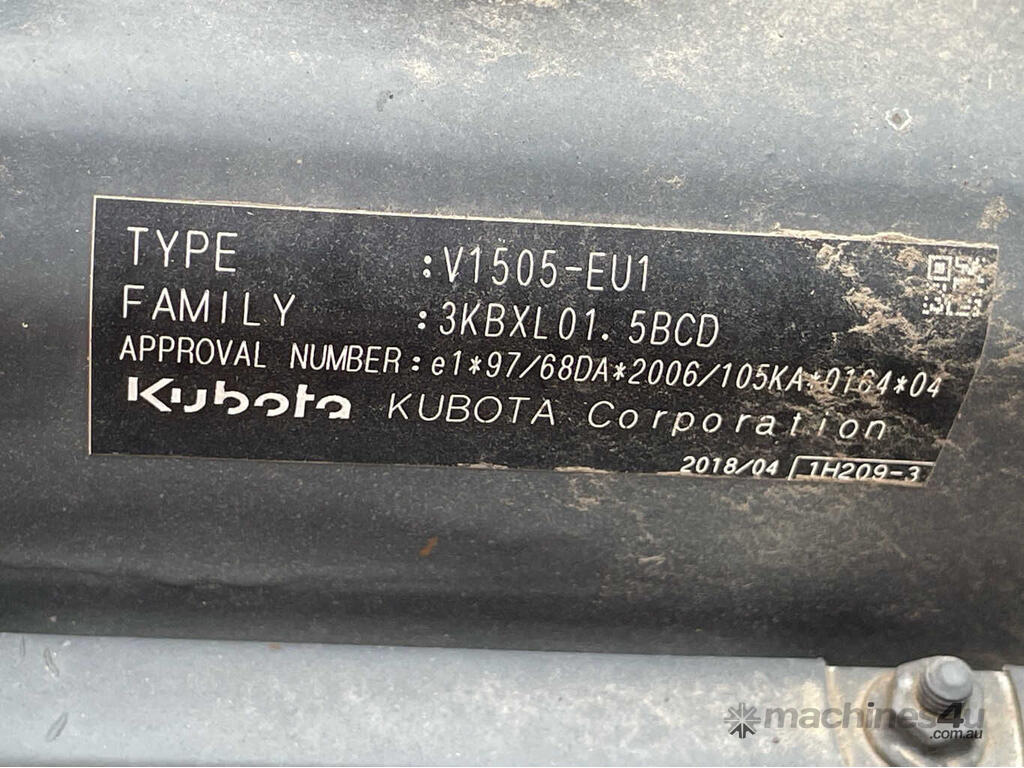 TYPE :V1505-EU1
FAMILY :3KBXL01.5BCD
APPROVAL NUMBER:e1*97/68DA*2006/105KA*0164*04
Kubota KUBOTA Corporation
2018/04 1H209-3
machines4u
.com.au